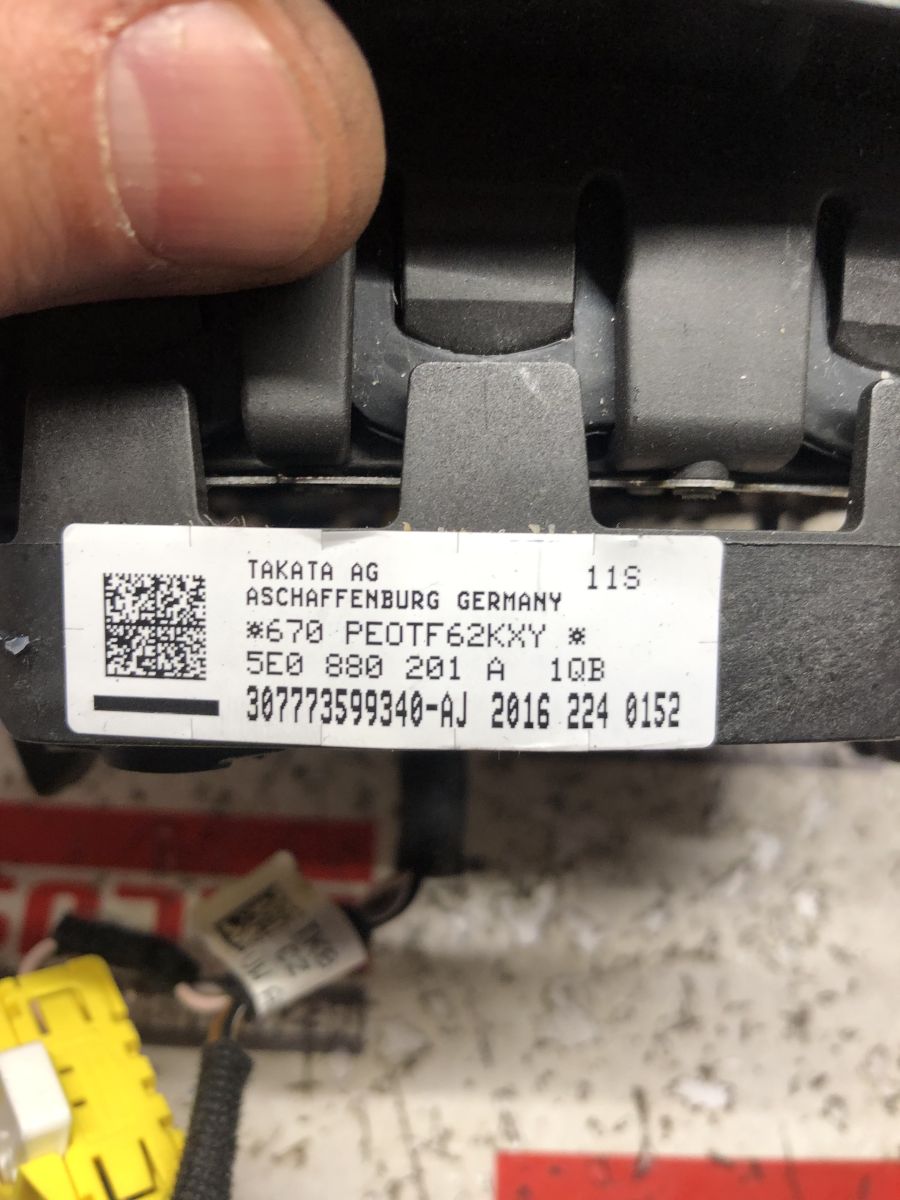 TAKATA AG 11S
ASCHAFFENBURG GERMANY
*670 PEOTF62KXY *
5E0 880 201 A 1QB
307773599340-AJ 2016 224 0152